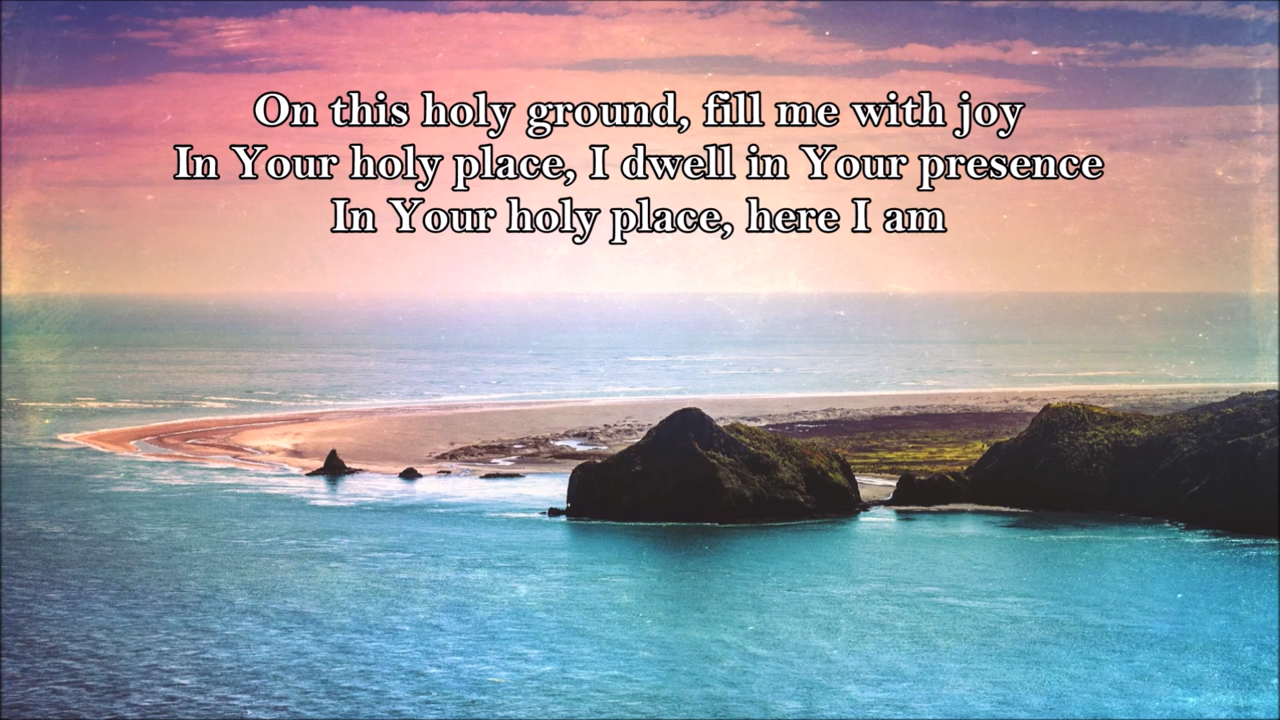 On this holy ground, fill me with joy
In Your holy place, I dwell in Your presence
In Your holy place, here I am